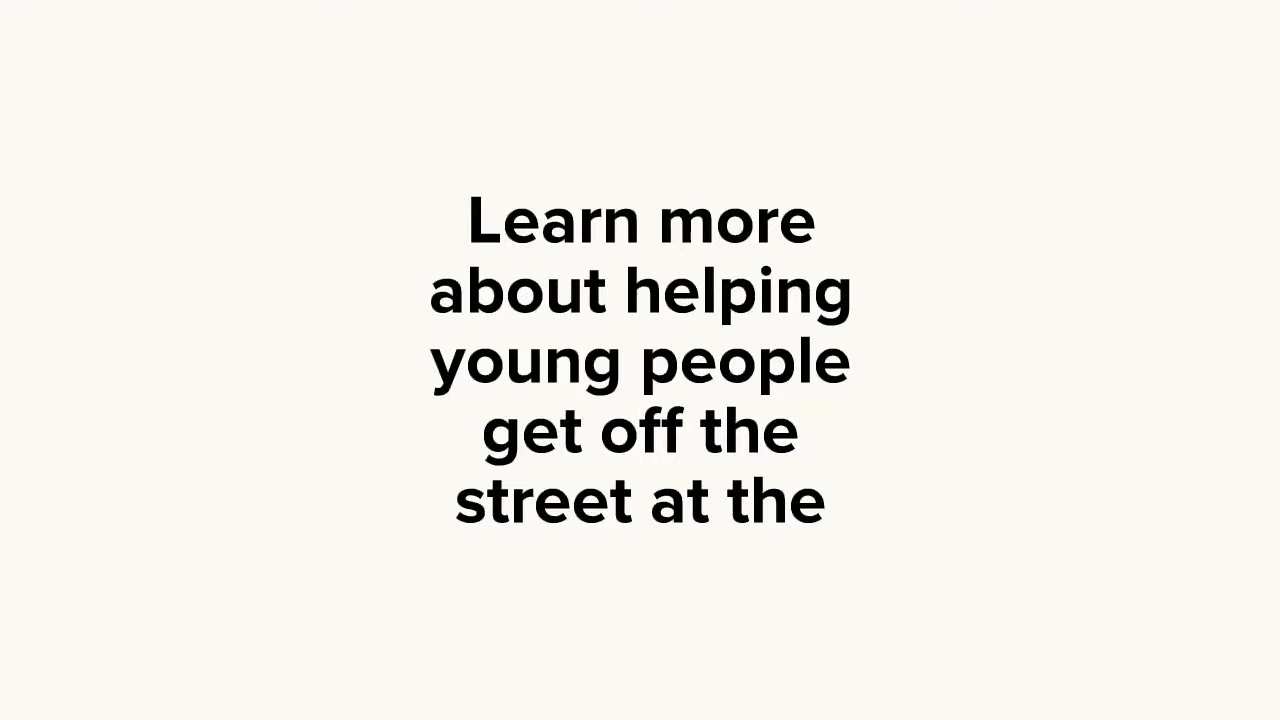 Learn more
about helping
young people
get off the
street at the